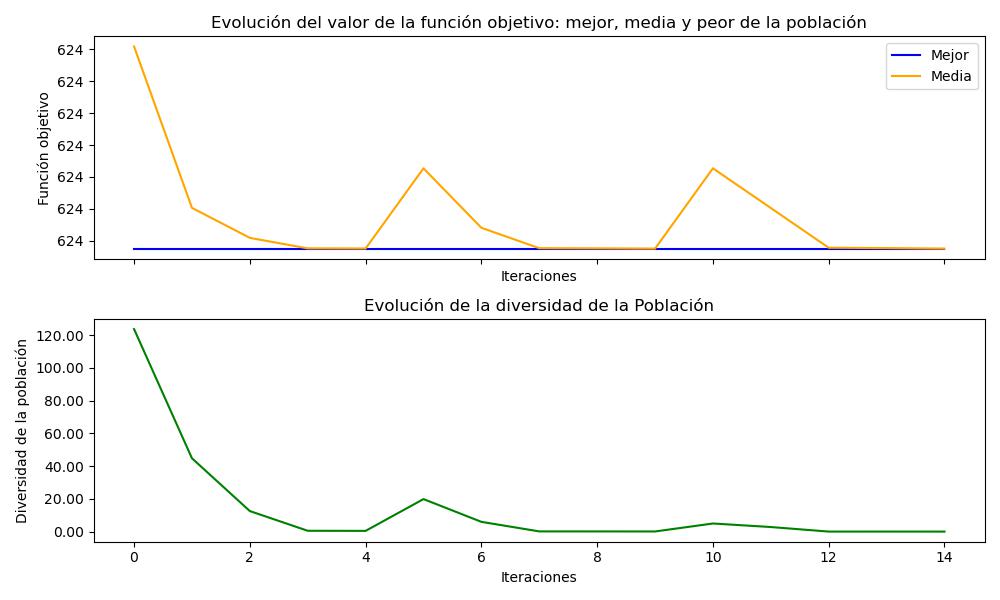 Evolución del valor de la función objetivo: mejor, media y peor de la población
Función objetivo
624
624
624
624
624
624
624
Mejor
Media
Iteraciones
Evolución de la diversidad de la Población
Diversidad de la población
120.00
100.00
80.00
60.00
40.00
20.00
0.00
0 2 4 6 8 10 12 14
Iteraciones